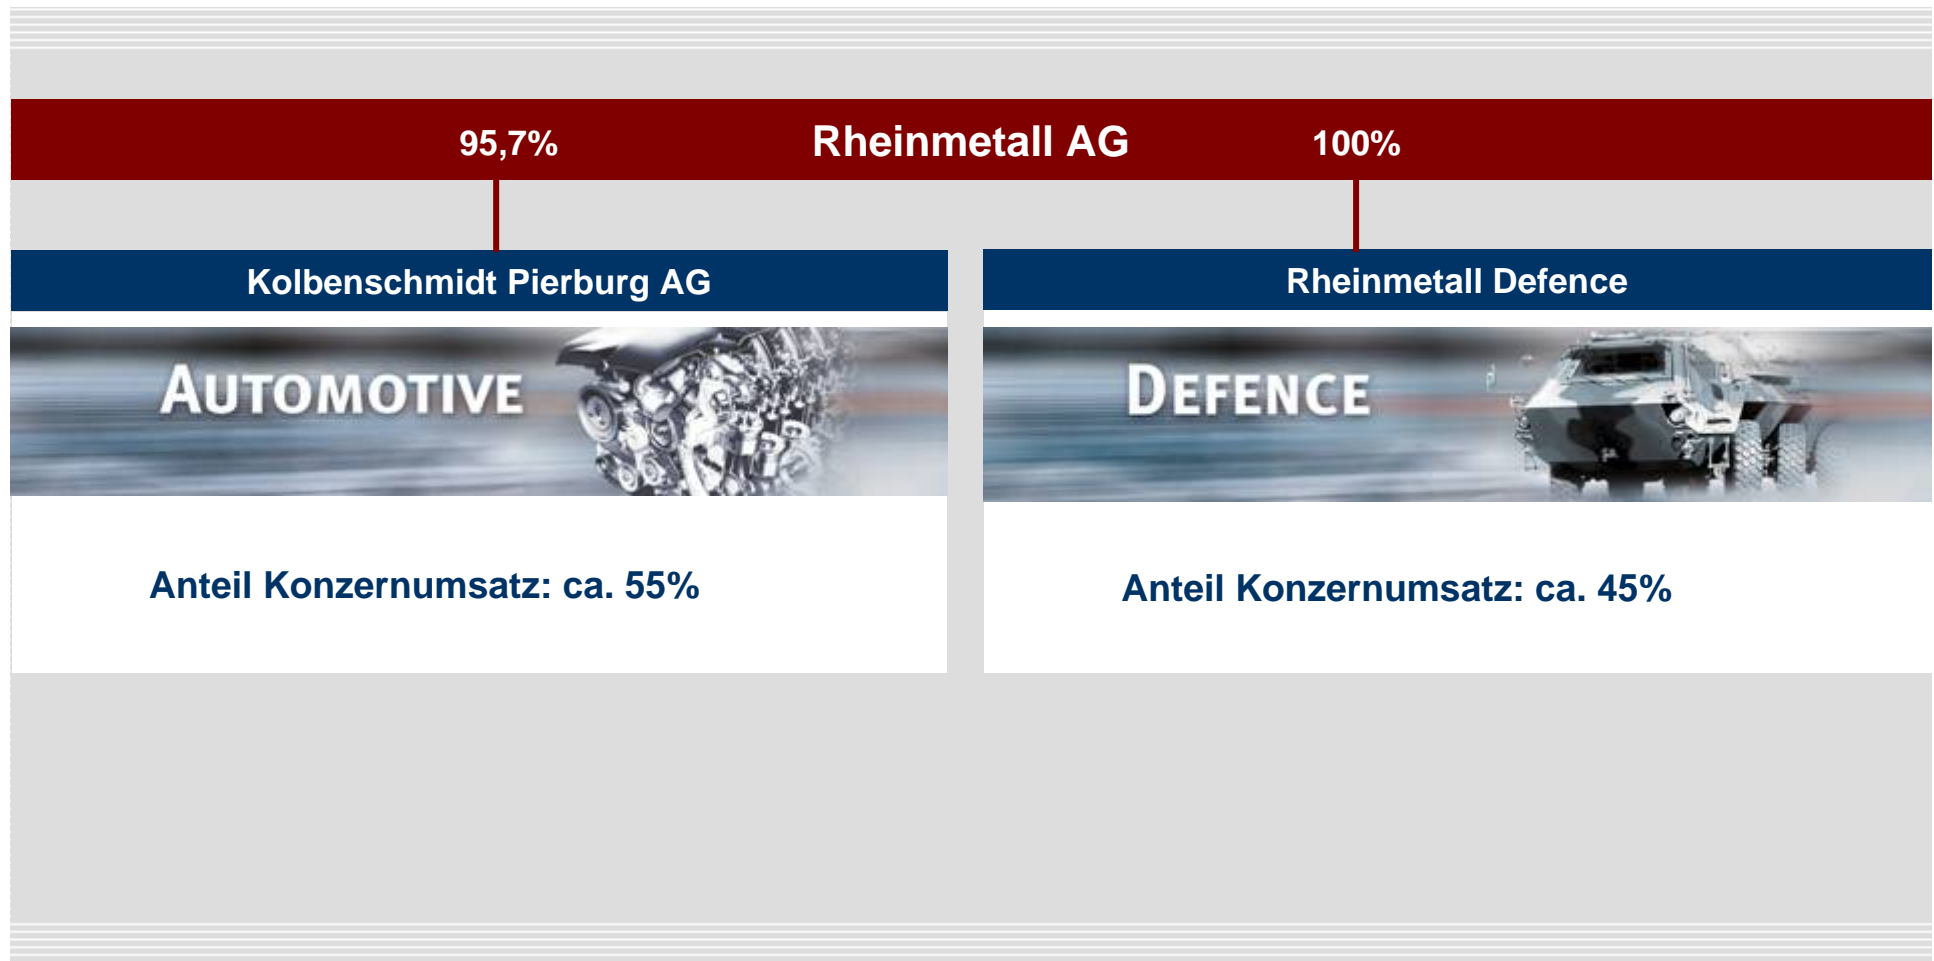 95,7% Rheinmetall AG 100%
Kolbenschmidt Pierburg AG
AUTOMOTIVE
Anteil Konzernumsatz: ca. 55%
Rheinmetall Defence
DEFENCE
Anteil Konzernumsatz: ca. 45%